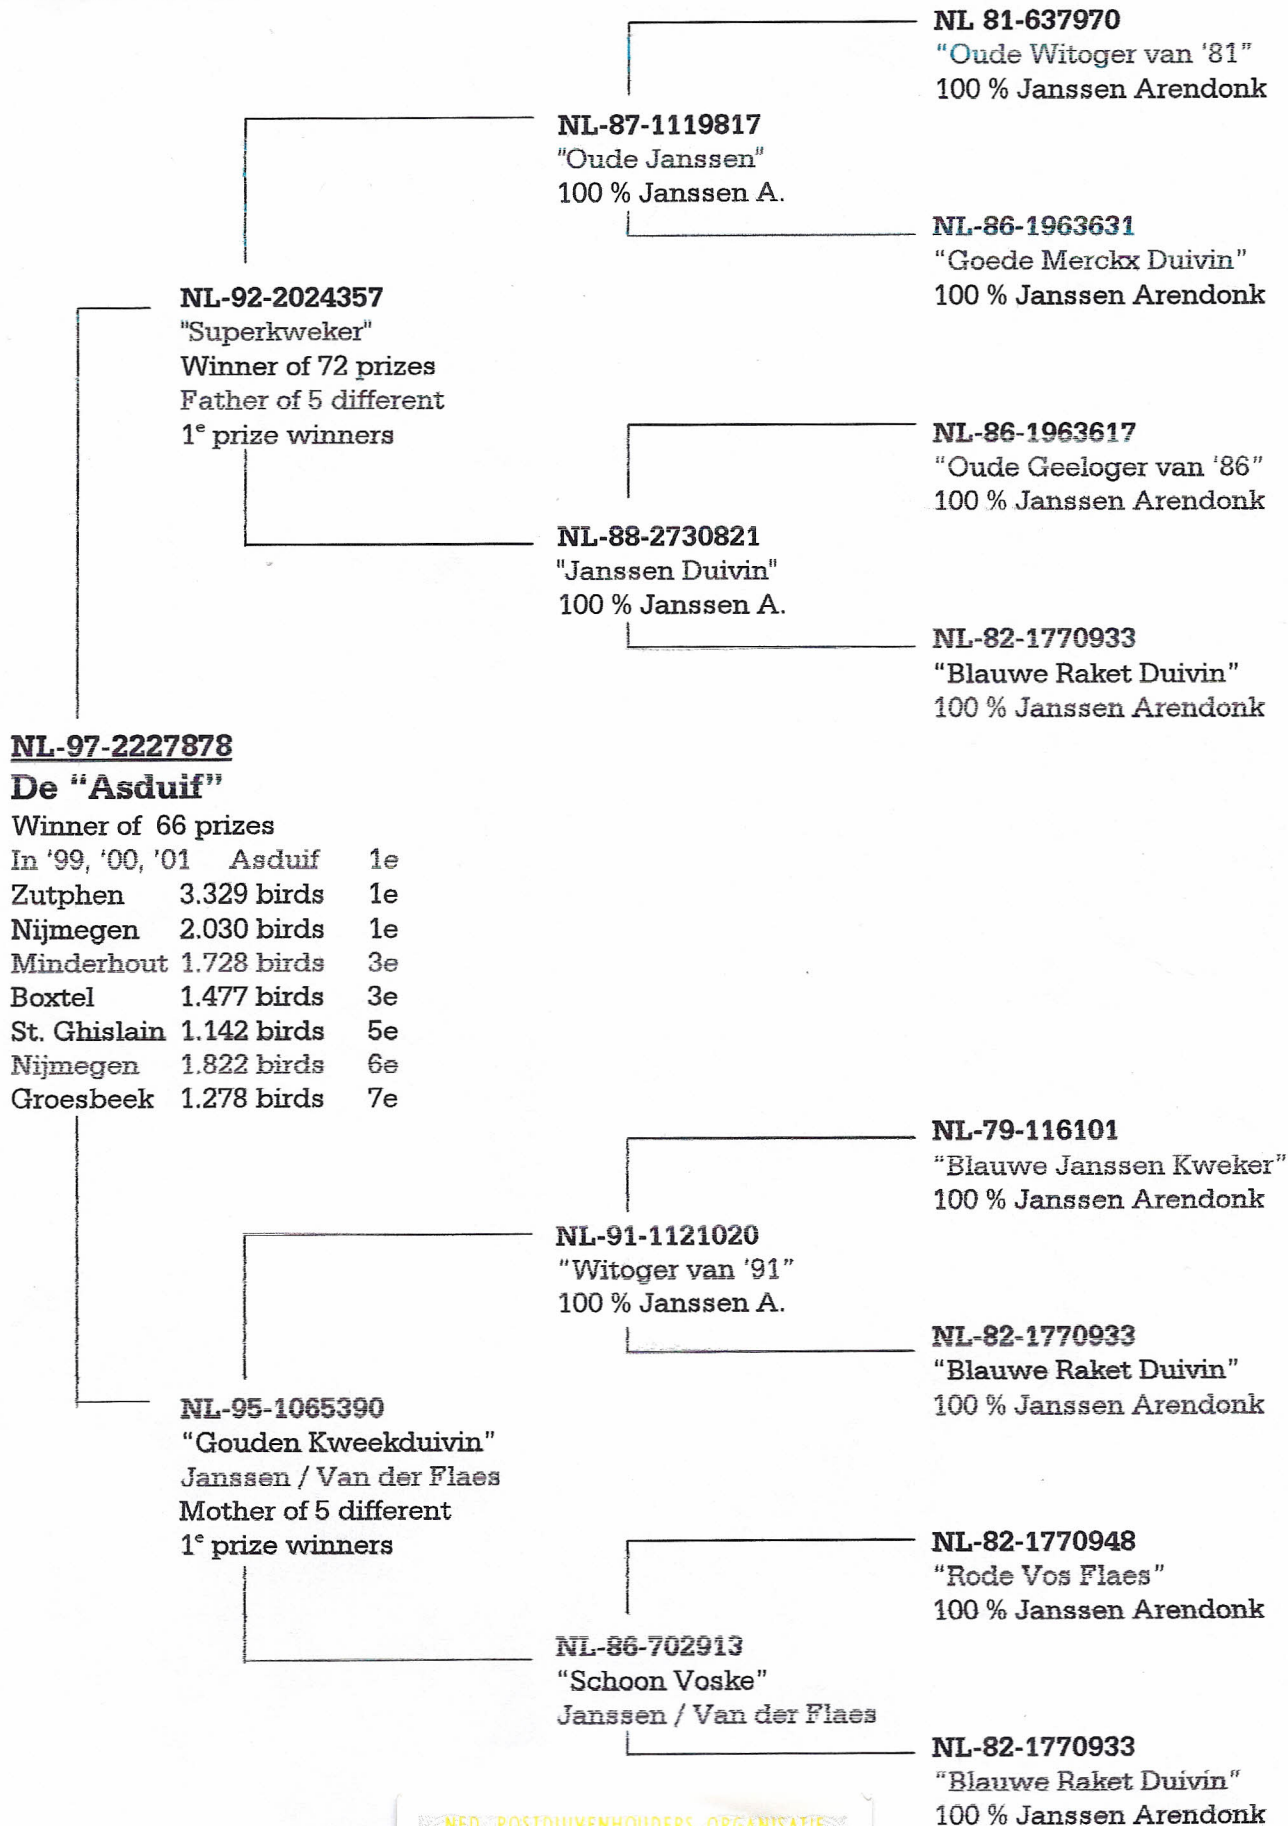 NL 81-637970
“Oude Witoger van ‘81”
100 % Janssen Arendonk
NL-87-1119817
"Oude Janssen"
100 % Janssen A.
NL-86-1963631
“Goede Merckx Duivin”
100 % Janssen Arendonk
NL-92-2024357
"Superkweker"
Winner of 72 prizes
Father of 5 different
1e prize winners
NL-86-1963617
“Oude Geeloger van ‘86”
100 % Janssen Arendonk
NL-88-2730821
"Janssen Duivin"
100 % Janssen A.
NL-82-1770933
“Blauwe Raket Duivin”
100 % Janssen Arendonk
NL-97-2227878
De “Asduif”
Winner of 66 prizes
In ‘99, ‘00, ‘01 Asduif 1e
Zutphen 3.329 birds 1e
Nijmegen 2.030 birds 1e
Minderhout 1.728 birds 3e
Boxtel 1.477 birds 3e
St. Ghislain 1.142 birds 5e
Nijmegen 1.822 birds 6e
Groesbeek 1.278 birds 7e
NL-79-116101
“Blauwe Janssen Kweker”
100 % Janssen Arendonk
NL-91-1121020
“Witoger van ‘91”
100 % Janssen A.
NL-82-1770933
“Blauwe Raket Duivin”
100 % Janssen Arendonk
NL-95-1065390
“Gouden Kweekduivin”
Janssen / Van der Flaes
Mother of 5 different
1e prize winners
NL-82-1770948
“Rode Vos Flaes”
100 % Janssen Arendonk
NL-86-702913
“Schoon Voske”
Janssen / Van der Flaes
NL-82-1770933
“Blauwe Raket Duivin”
100 % Janssen Arendonk
NED. POSTDUIVENHOUDERS ORGANISATIE